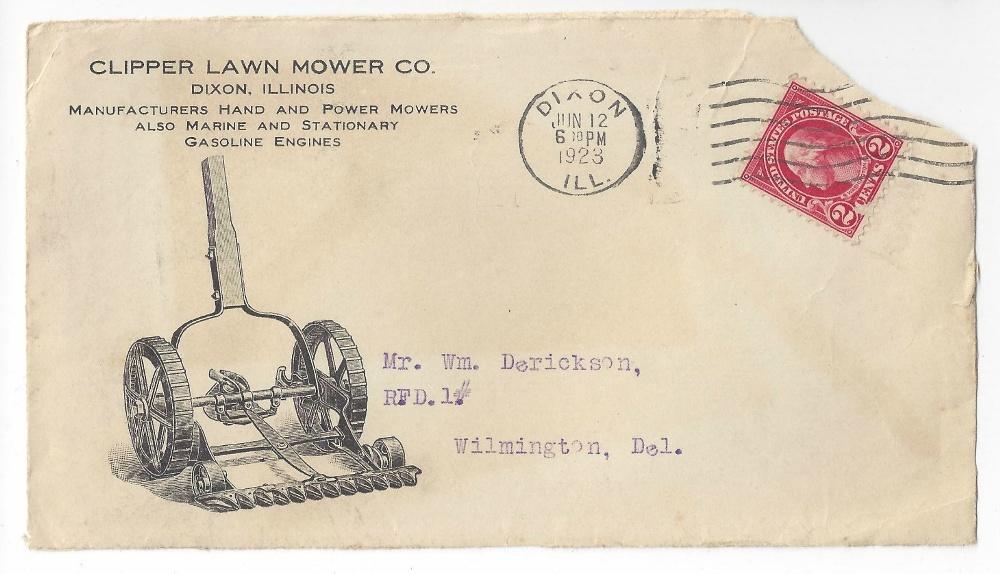 CLIPPER LAWN MOWER CO.
DIXON, ILLINOIS
MANUFACTURERS HAND AND POWER MOWERS
ALSO MARINE AND STATIONARY
GASOLINE ENGINES
DIXON
JUN 12
6 30 PM
1923
ILL.
UNITED STATES POSTAGE
2 CENTS 2
Mr. Wm. Derickson,
RFD.1#
Wilmington, Del.